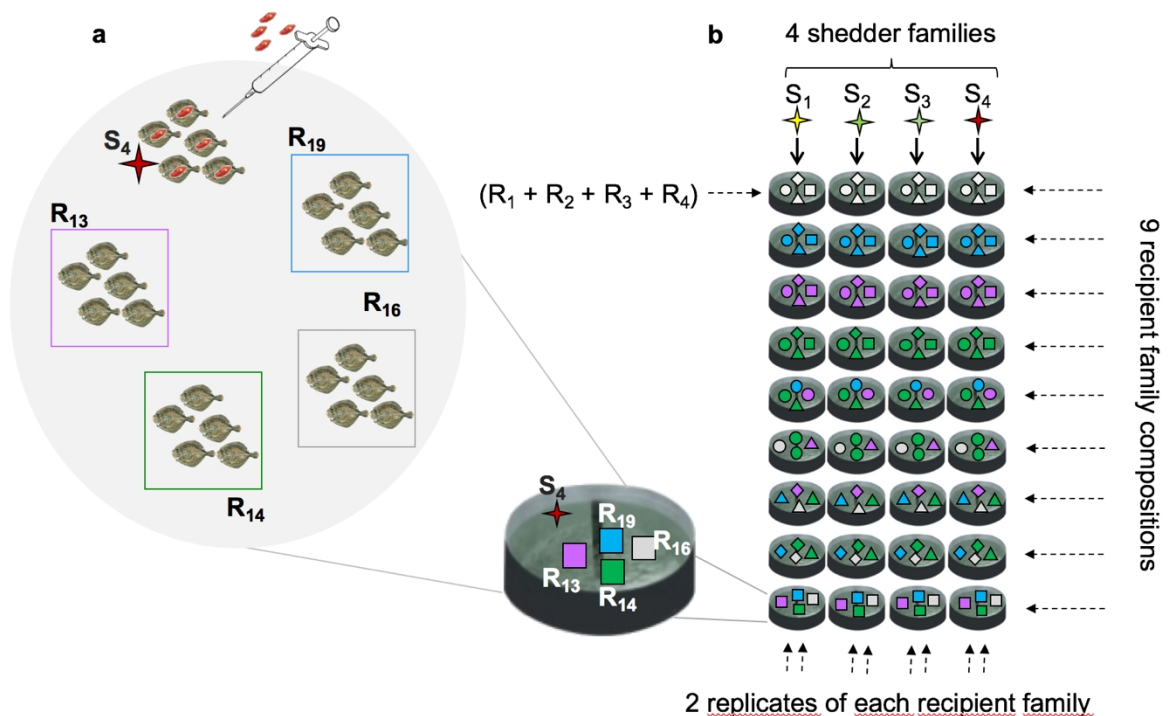 a
S4
R19
R13
R16
R14
S4
R19
R16
R13
R14
b
4 shedder families
S1 S2 S3 S4
(R1 + R2 + R3 + R4)
9 recipient family compositions
2 replicates of each recipient family